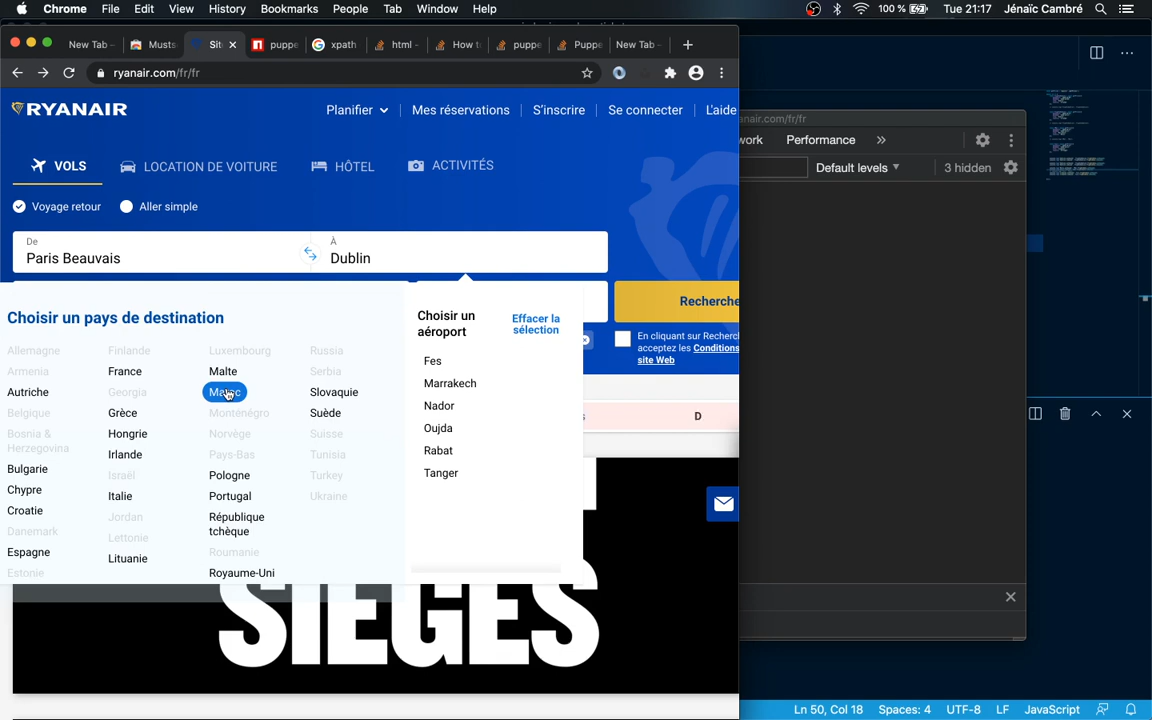 Chrome File Edit View History Bookmarks People Tab Window Help 100 % Tue 21:17 Jénaïc Cambré
New Tab Musts Sit puppe xpath html - How t puppe Puppe New Tab
ryanair.com/fr/fr
RYANAIR
Planifier Mes réservations S'inscrire Se connecter L'aide
nair.com/fr/fr
work Performance
Default levels 3 hidden
VOLS LOCATION DE VOITURE HÔTEL ACTIVITÉS
Voyage retour Aller simple
De
Paris Beauvais
À
Dublin
Recherche
En cliquant sur Recherc
acceptez les Conditions
site Web
Choisir un pays de destination
Allemagne
Armenia
Autriche
Belgique
Bosnia &
Herzegovina
Bulgarie
Chypre
Croatie
Danemark
Espagne
Estonie
Finlande
France
Georgia
Grèce
Hongrie
Irlande
Israël
Italie
Jordan
Lettonie
Lituanie
Luxembourg
Malte
Monténégro
Norvège
Pays-Bas
Pologne
Portugal
République
tchèque
Roumanie
Royaume-Uni
Russia
Serbia
Slovaquie
Suède
Suisse
Tunisia
Turkey
Ukraine
Choisir un
aéroport
Effacer la
sélection
Fes
Marrakech
Nador
Oujda
Rabat
Tanger
s D
SIEGES
Ln 50, Col 18 Spaces: 4 UTF-8 LF JavaScript